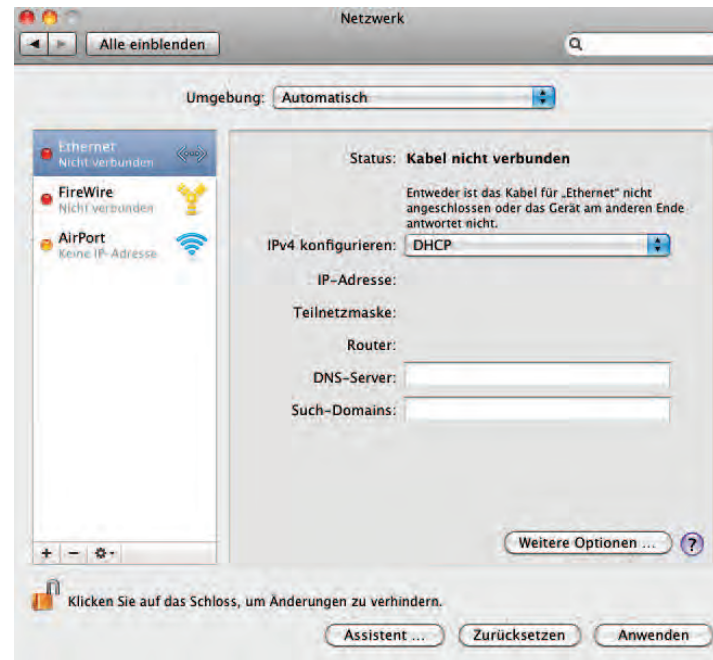 Netzwerk
Alle einblenden
Umgebung: Automatisch
Ethernet
Nicht verbunden
FireWire
Nicht verbunden
AirPort
Keine IP-Adresse
Status: Kabel nicht verbunden
Entweder ist das Kabel für „Ethernet“ nicht
angeschlossen oder das Gerät am anderen Ende
antwortet nicht.
IPv4 konfigurieren: DHCP
IP-Adresse:
Teilnetzmaske:
Router:
DNS-Server:
Such-Domains:
Weitere Optionen ... ?
Klicken Sie auf das Schloss, um Änderungen zu verhindern.
Assistent ... Zurücksetzen Anwenden